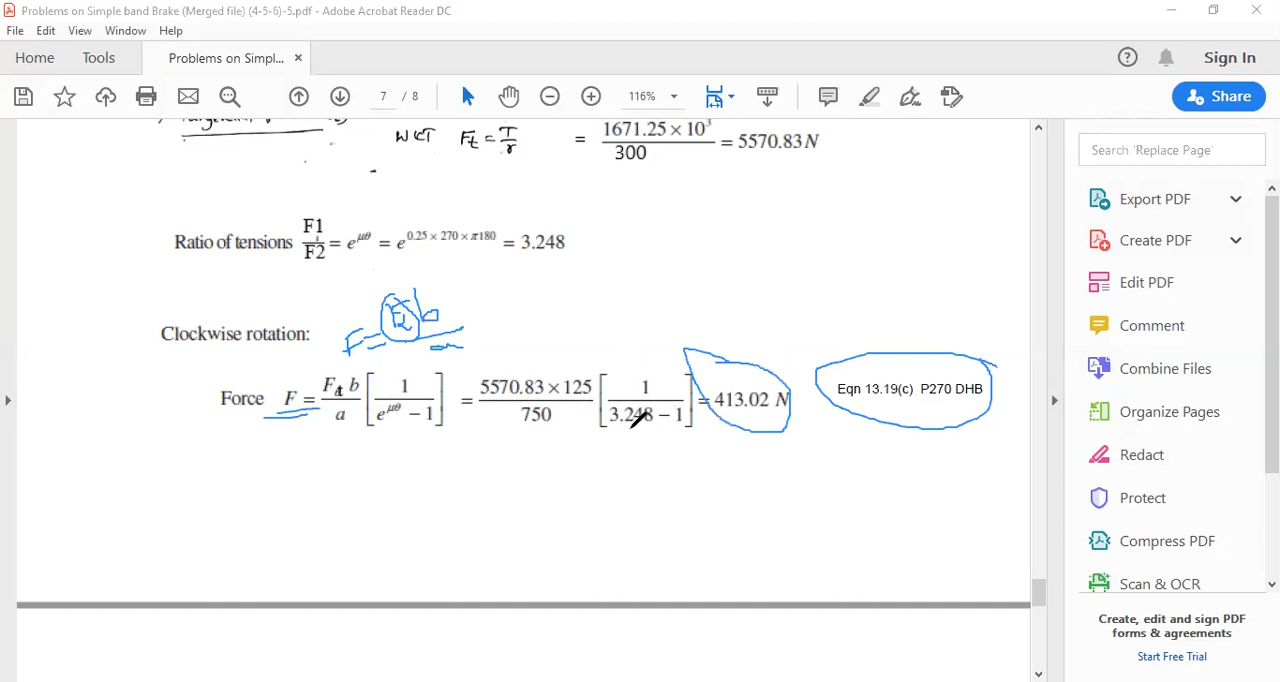 Problems on Simple band Brake (Merged file) (4-5-6)-5.pdf - Adobe Acrobat Reader DC
File Edit View Window Help
Home Tools Problems on Simpl... × Sign In
7 / 8 116% Share
WKT Ft = T/r = 1671.25 × 10³ / 300 = 5570.83 N
Ratio of tensions F1/F2 = e^μθ = e^0.25 × 270 × π180 = 3.248
F2
Clockwise rotation: F
Force F = Ft b / a [ 1 / e^μθ − 1 ] = 5570.83 × 125 / 750 [ 1 / 3.248 − 1 ] = 413.02 N Eqn 13.19(c) P270 DHB
Search 'Replace Page'
Export PDF
Create PDF
Edit PDF
Comment
Combine Files
Organize Pages
Redact
Protect
Compress PDF
Scan & OCR
Convert, edit and sign PDF
forms & agreements
Start Free Trial